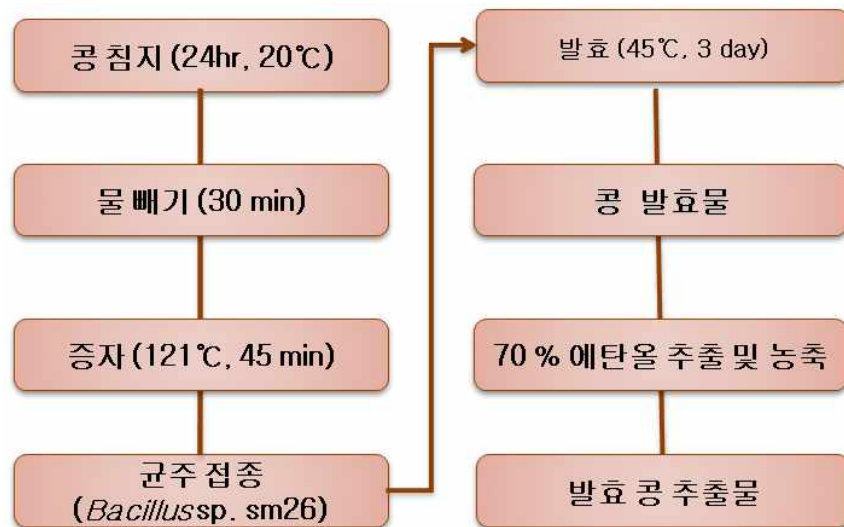 콩 침지 (24hr, 20℃)
물 빼기 (30 min)
증자 (121℃, 45 min)
균주 접종
(Bacillus sp. sm26)
발효 (45℃, 3 day)
콩 발효물
70 % 에탄올 추출 및 농축
발효 콩 추출물